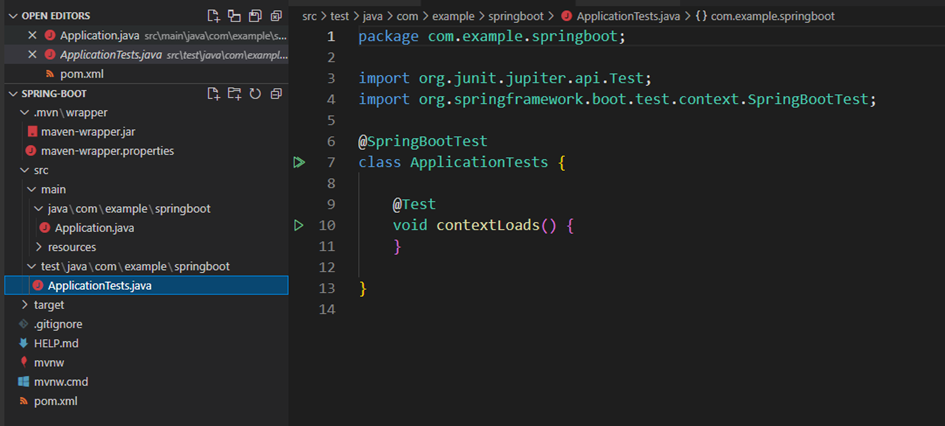 OPEN EDITORS
Application.java src\main\java\com\example\s...
ApplicationTests.java src\test\java\com\exampl...
pom.xml
SPRING-BOOT
.mvn\wrapper
maven-wrapper.jar
maven-wrapper.properties
src
main
java\com\example\springboot
Application.java
resources
test\java\com\example\springboot
ApplicationTests.java
target
.gitignore
HELP.md
mvnw
mvnw.cmd
pom.xml
src > test > java > com > example > springboot > ApplicationTests.java > {} com.example.springboot
1 package com.example.springboot;
2
3 import org.junit.jupiter.api.Test;
4 import org.springframework.boot.test.context.SpringBootTest;
5
6 @SpringBootTest
7 class ApplicationTests {
8
9 @Test
10 void contextLoads() {
11 }
12
13 }
14